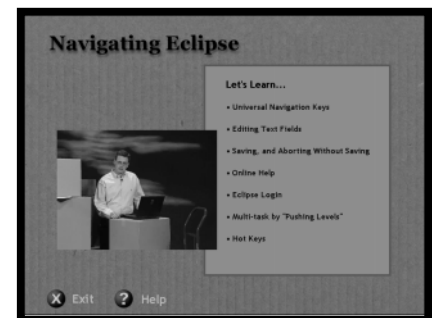 Navigating Eclipse
Let's Learn...
• Universal Navigation Keys
• Editing Text Fields
• Saving, and Aborting Without Saving
• Online Help
• Eclipse Login
• Multi-task by "Pushing Levels"
• Hot Keys
X Exit ? Help